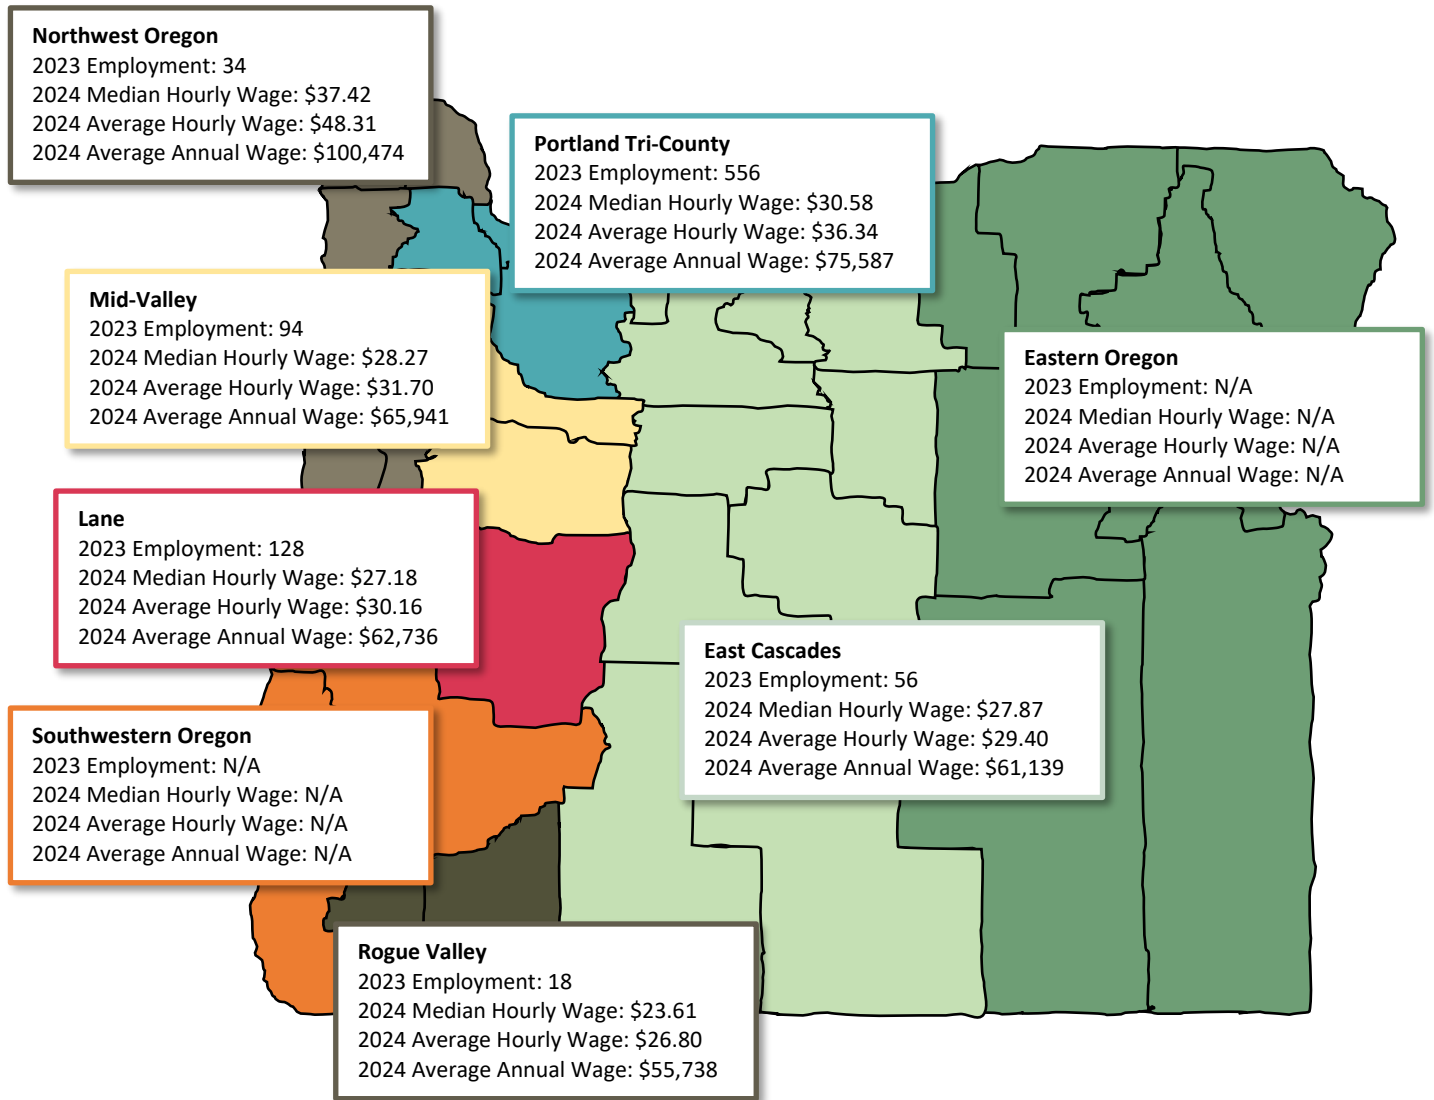 Northwest Oregon
2023 Employment: 34
2024 Median Hourly Wage: $37.42
2024 Average Hourly Wage: $48.31
2024 Average Annual Wage: $100,474
Portland Tri-County
2023 Employment: 556
2024 Median Hourly Wage: $30.58
2024 Average Hourly Wage: $36.34
2024 Average Annual Wage: $75,587
Mid-Valley
2023 Employment: 94
2024 Median Hourly Wage: $28.27
2024 Average Hourly Wage: $31.70
2024 Average Annual Wage: $65,941
Eastern Oregon
2023 Employment: N/A
2024 Median Hourly Wage: N/A
2024 Average Hourly Wage: N/A
2024 Average Annual Wage: N/A
Lane
2023 Employment: 128
2024 Median Hourly Wage: $27.18
2024 Average Hourly Wage: $30.16
2024 Average Annual Wage: $62,736
East Cascades
2023 Employment: 56
2024 Median Hourly Wage: $27.87
2024 Average Hourly Wage: $29.40
2024 Average Annual Wage: $61,139
Southwestern Oregon
2023 Employment: N/A
2024 Median Hourly Wage: N/A
2024 Average Hourly Wage: N/A
2024 Average Annual Wage: N/A
Rogue Valley
2023 Employment: 18
2024 Median Hourly Wage: $23.61
2024 Average Hourly Wage: $26.80
2024 Average Annual Wage: $55,738